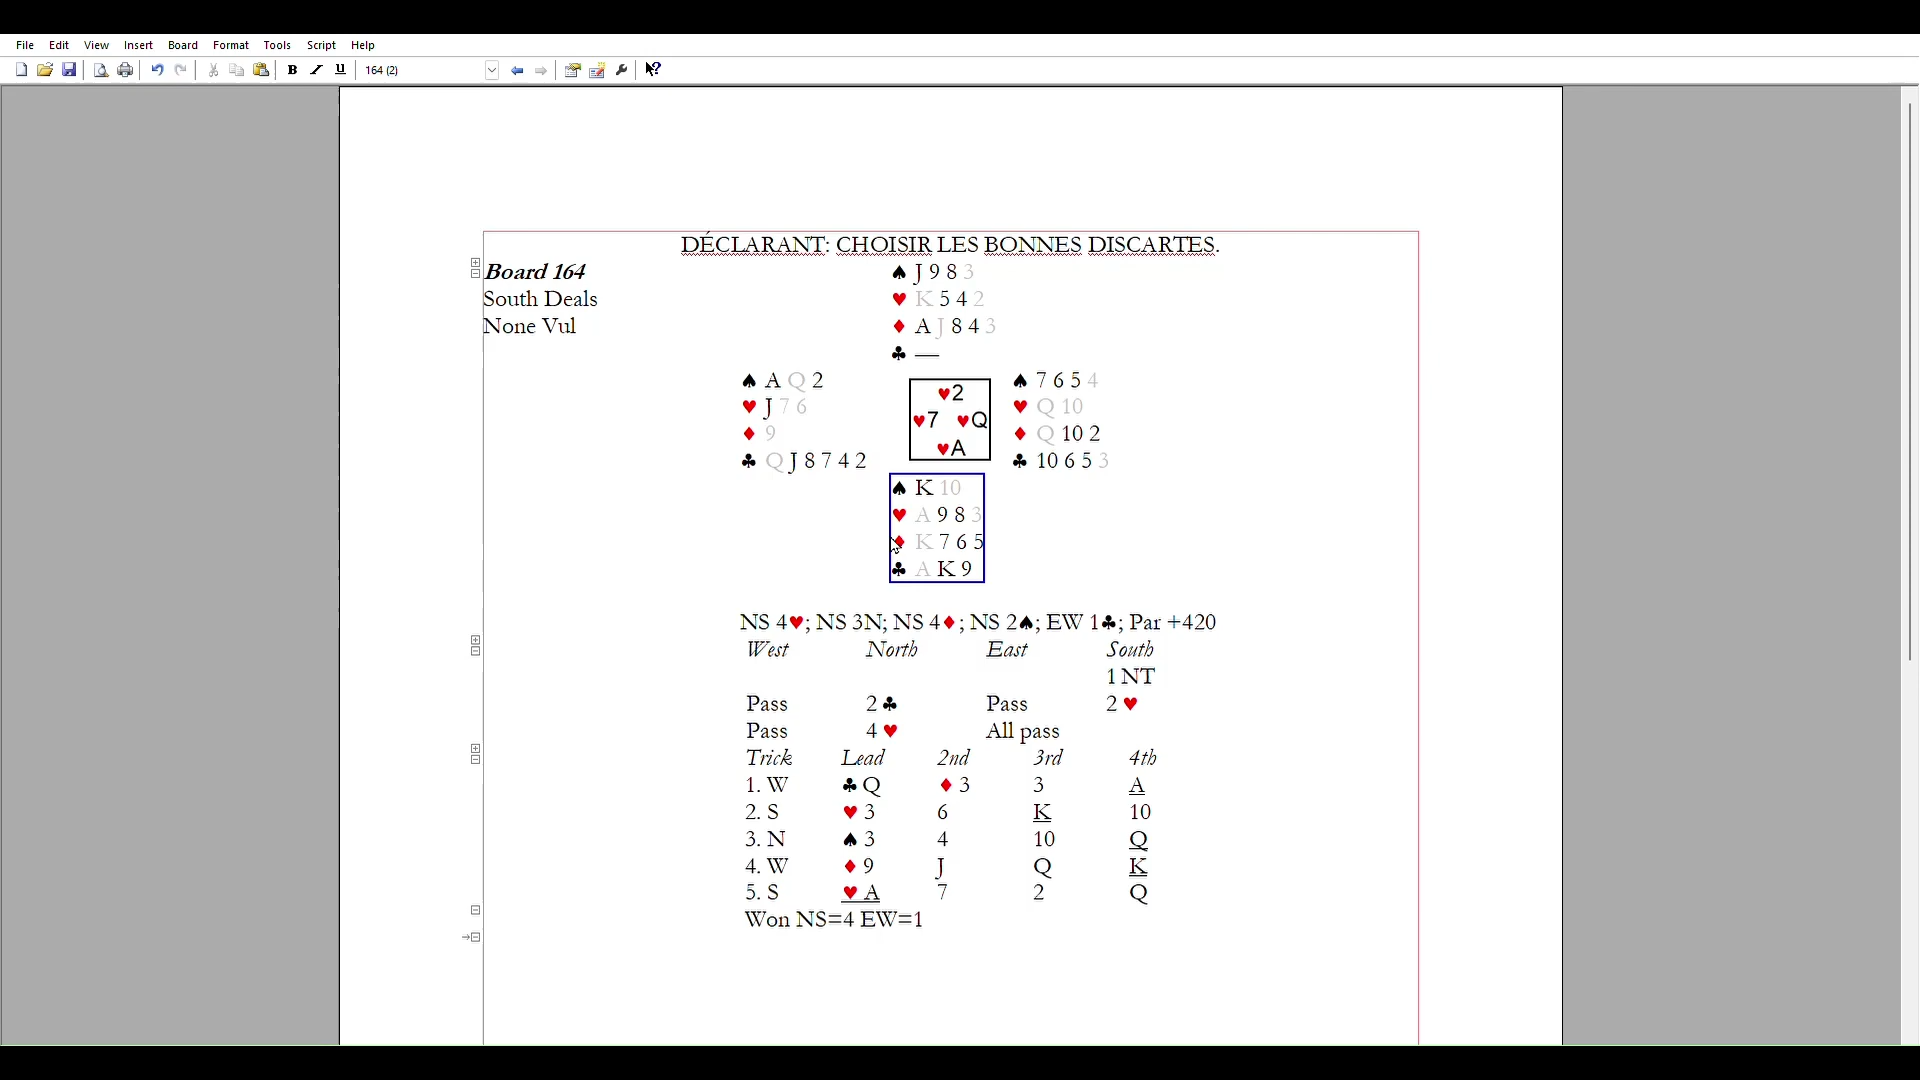 File Edit View Insert Board Format Tools Script Help
B I U 164 (2)
DÉCLARANT: CHOISIR LES BONNES DISCARTES.
Board 164
South Deals
None Vul
♠ J 9 8 3
♥ K 5 4 2
♦ A J 8 4 3
♣ —
♠ A Q 2
♥ J 7 6
♦ 9
♣ Q J 8 7 4 2
♥2
♥7 ♥Q
♥A
♠ 7 6 5 4
♥ Q 10
♦ Q 10 2
♣ 10 6 5 3
♠ K 10
♥ A 9 8 3
♦ K 7 6 5
♣ A K 9
NS 4♥; NS 3N; NS 4♦; NS 2♠; EW 1♣; Par +420
West North East South
1 NT
Pass 2 ♣ Pass 2 ♥
Pass 4 ♥ All pass
Trick Lead 2nd 3rd 4th
1. W ♣ Q ♦ 3 3 A
2. S ♥ 3 6 K 10
3. N ♠ 3 4 10 Q
4. W ♦ 9 J Q K
5. S ♥ A 7 2 Q
Won NS=4 EW=1